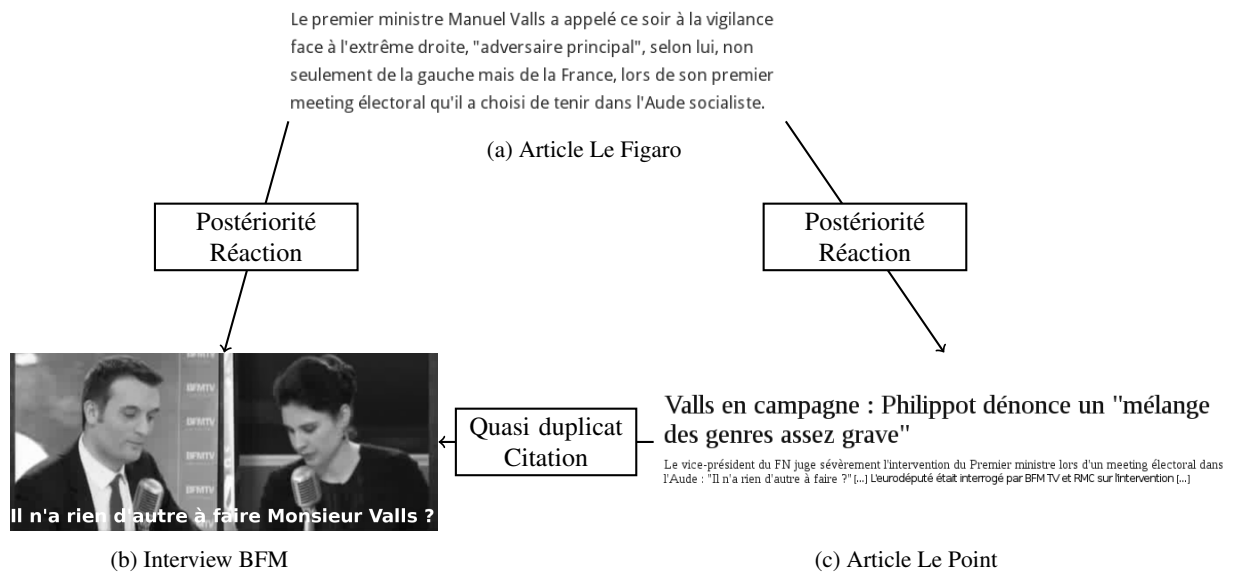 Le premier ministre Manuel Valls a appelé ce soir à la vigilance
face à l'extrême droite, "adversaire principal", selon lui, non
seulement de la gauche mais de la France, lors de son premier
meeting électoral qu'il a choisi de tenir dans l'Aude socialiste.
(a) Article Le Figaro
Postériorité
Réaction
Postériorité
Réaction
BFMTV
BFMTV
BFMTV
BFMTV
Il n'a rien d'autre à faire Monsieur Valls ?
(b) Interview BFM
Quasi duplicat
Citation
Valls en campagne : Philippot dénonce un "mélange
des genres assez grave"
Le vice-président du FN juge sévèrement l'intervention du Premier ministre lors d'un meeting électoral dans
l'Aude : "Il n'a rien d'autre à faire ?" [...] L'eurodéputé était interrogé par BFM TV et RMC sur l'intervention [...]
(c) Article Le Point